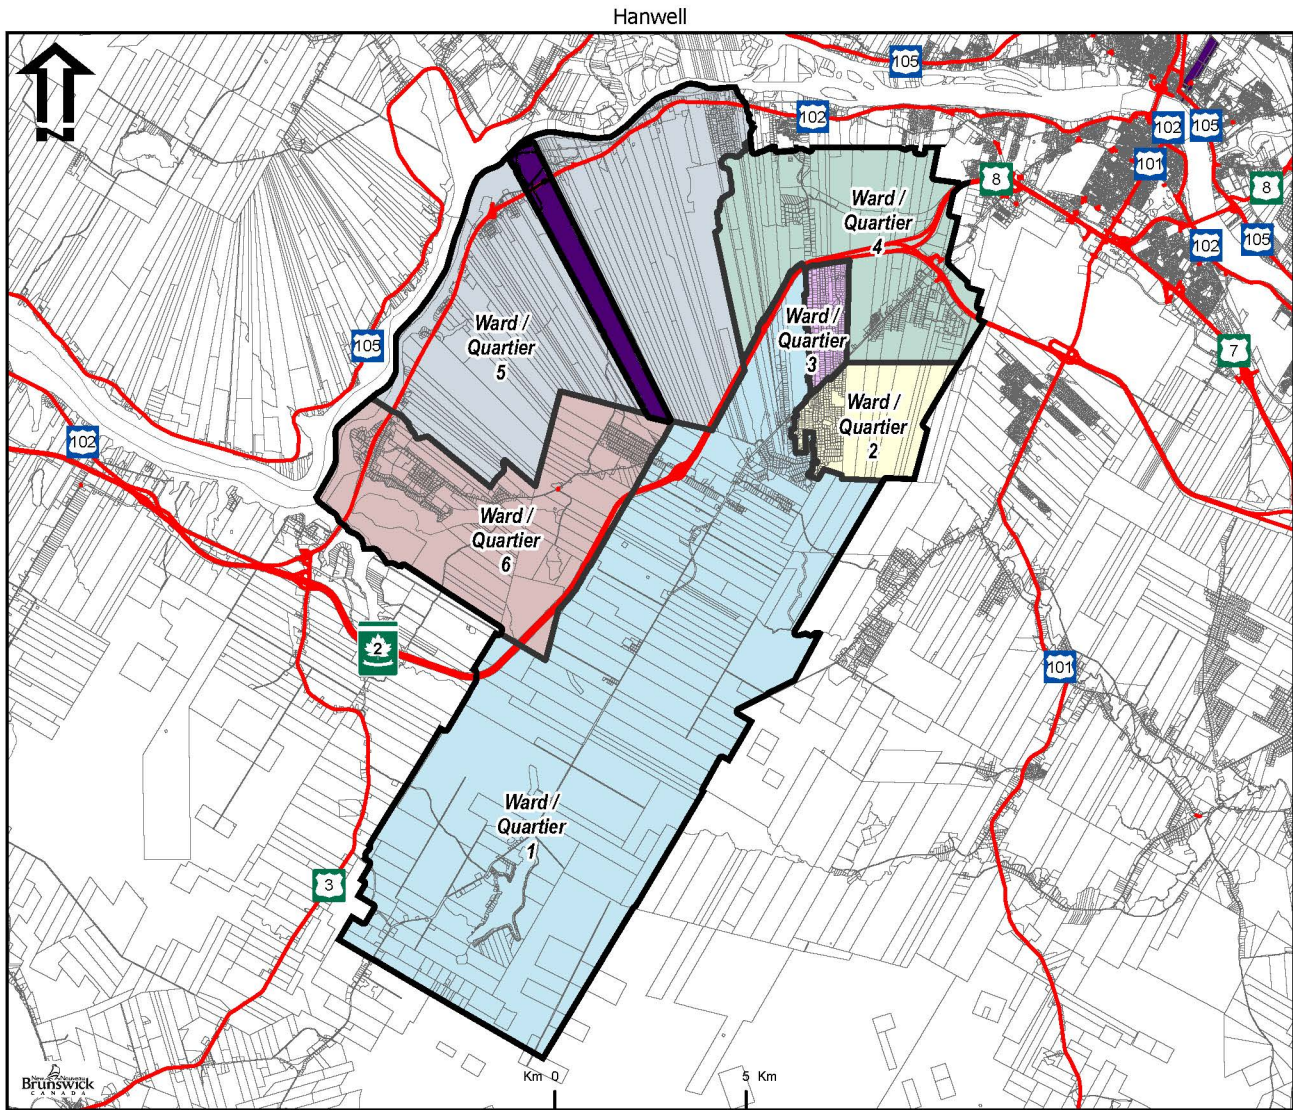 Hanwell
N
105
102
102
105
101
8
8
102
105
Ward /
Quartier
4
105
Ward /
Quartier
5
Ward /
Quartier
3
7
102
Ward /
Quartier
2
Ward /
Quartier
6
2
101
Ward /
Quartier
1
3
New Nouveau
Brunswick
CANADA
Km 0
5 Km